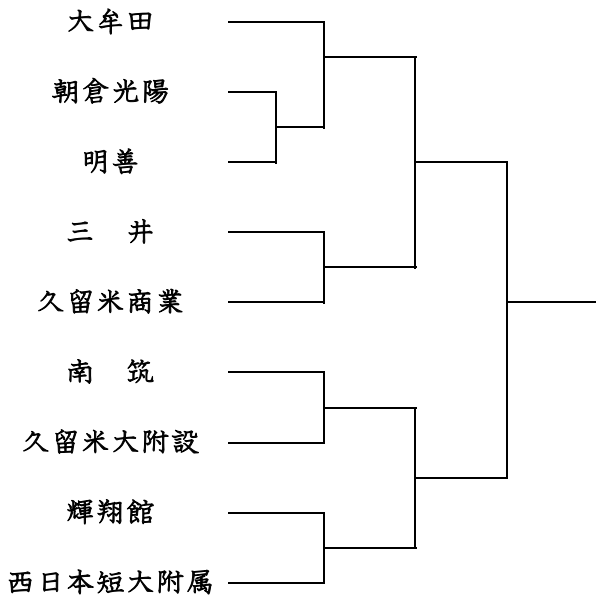 大牟田
朝倉光陽
明善
三　井
久留米商業
南　筑
久留米大附設
輝翔館
西日本短大附属